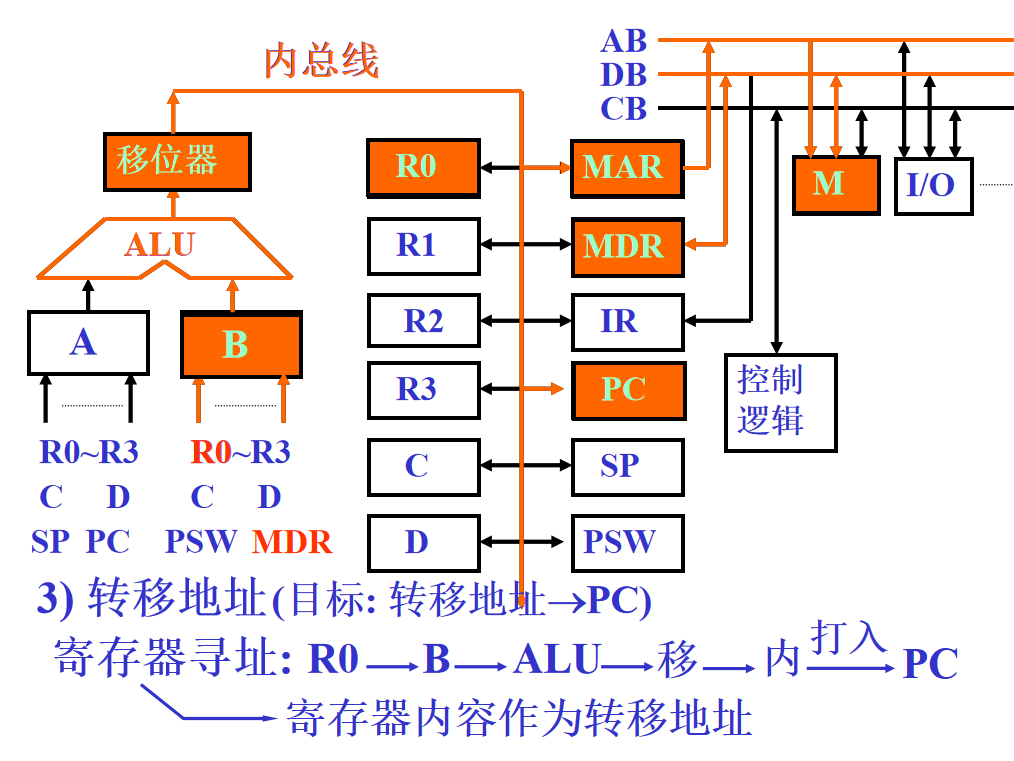 内总线
AB
DB
CB
移位器
R0 MAR M I/O
ALU R1 MDR
A B R2 IR
R3 PC 控制
逻辑
R0~R3 R0~R3 C SP
C D C D
SP PC PSW MDR D PSW
3) 转移地址(目标: 转移地址→PC)
寄存器寻址: R0 B ALU 移 内 打入 PC
寄存器内容作为转移地址